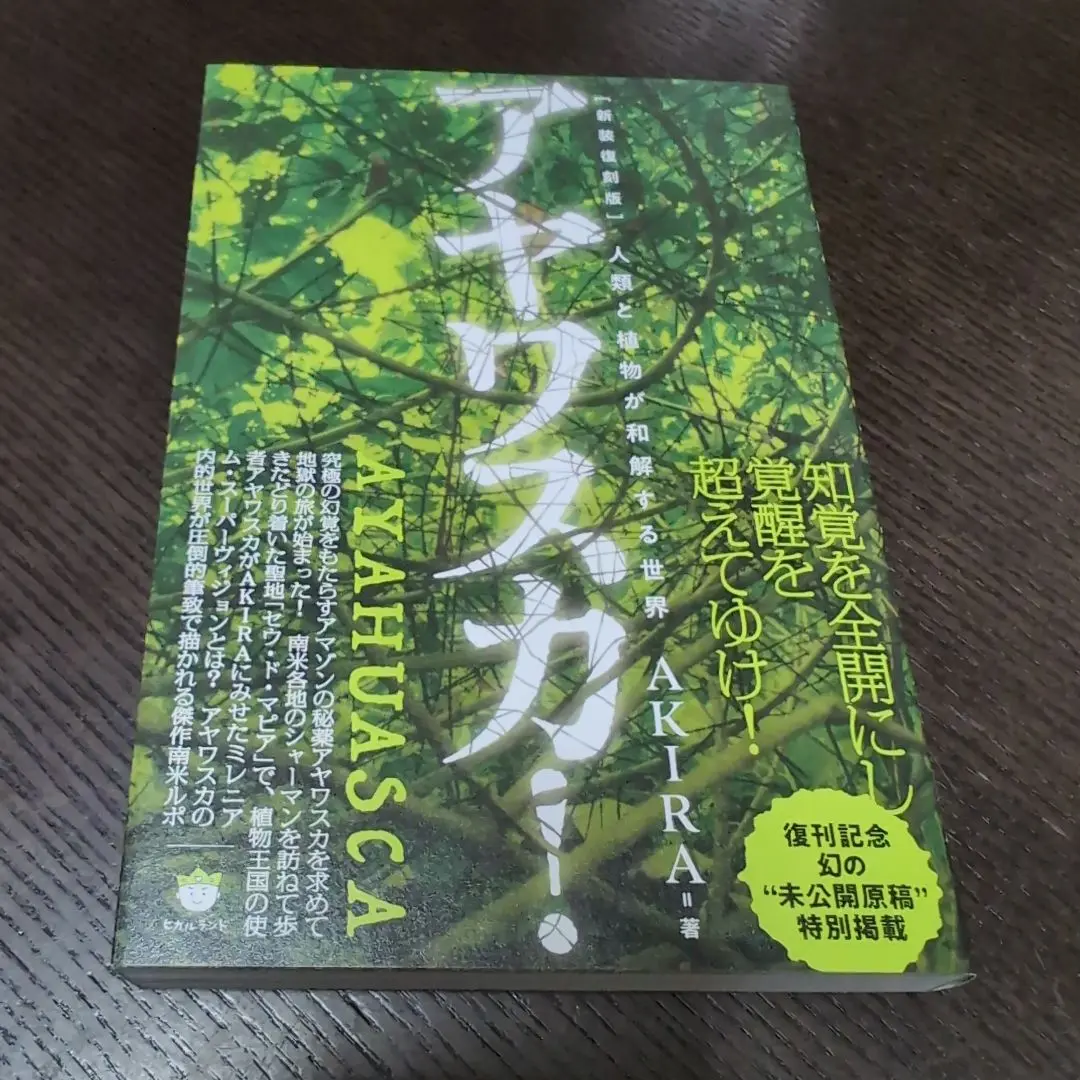 [新装復刻版] 人類と植物が和解する世界 AKIRA=著
アヤワスカ!
AYAHUASCA
知覚を全開にし
覚醒を
超えてゆけ!
究極の幻覚をもたらすアマゾンの秘薬アヤワスカを求めて
地獄の旅が始まった! 南米各地のシャーマンを訪ねて歩
きたどり着いた聖地「セウ・ド・マピア」で、植物王国の使
者アヤワスカがAKIRAにみせたミレニア
ム・スーパーヴィジョンとは? アヤワスカの
内的世界が圧倒的筆致で描かれる傑作南米ルポ
復刊記念
幻の
“未公開原稿”
特別掲載
ヒカルランド